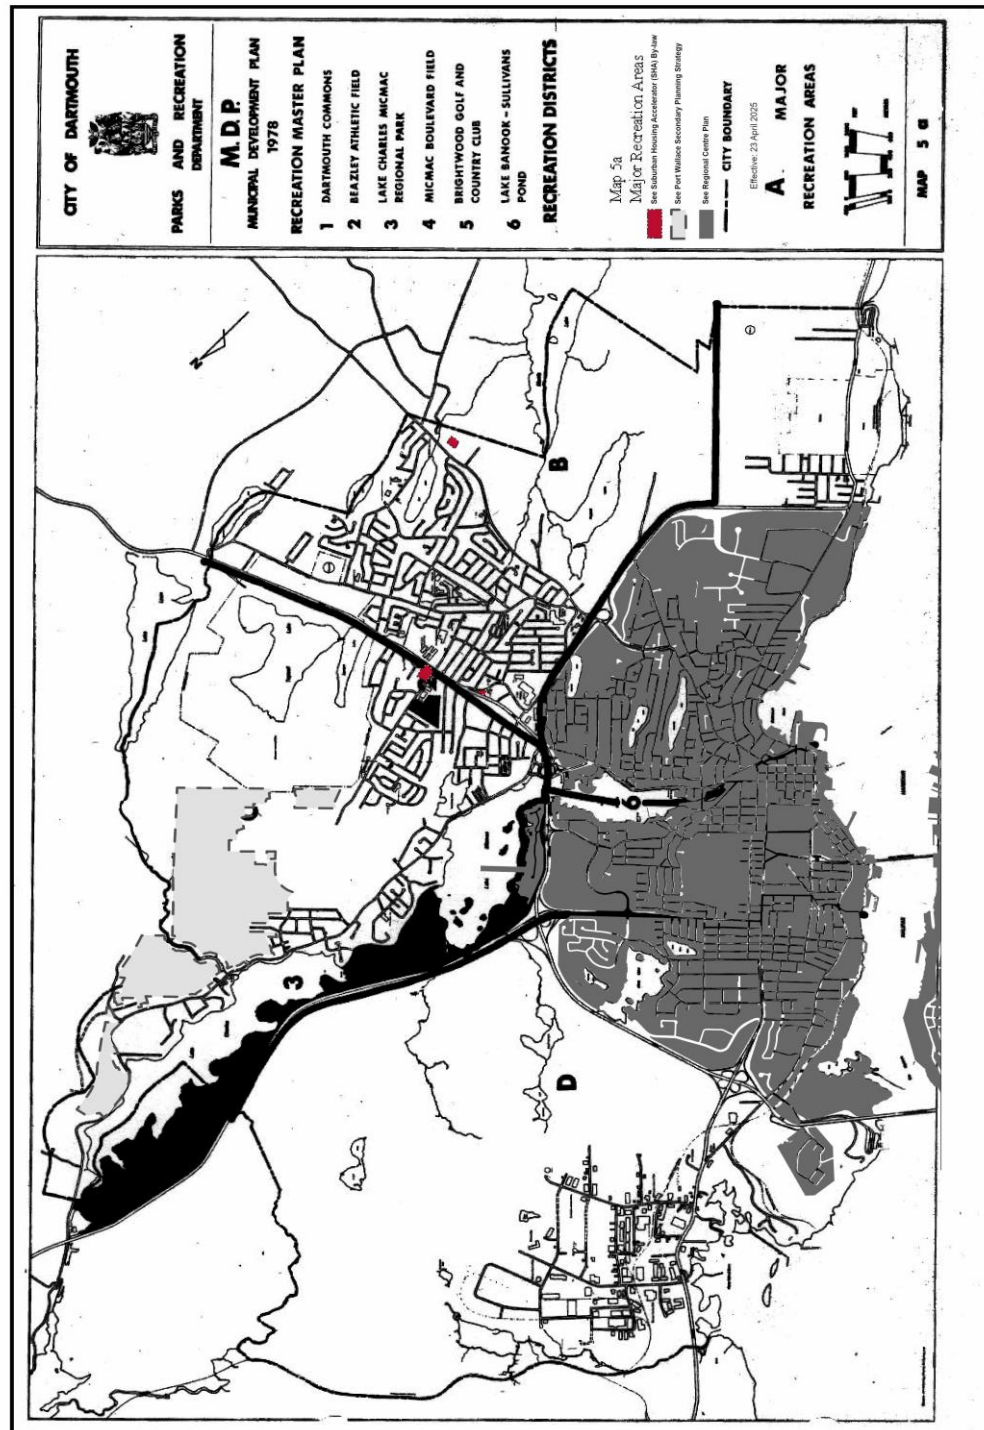 CITY OF DARTMOUTH
PARKS AND RECREATION
DEPARTMENT
M.D.P.
MUNICIPAL DEVELOPMENT PLAN
1978
RECREATION MASTER PLAN
1 DARTMOUTH COMMONS
2 BEAZLEY ATHLETIC FIELD
3 LAKE CHARLES MICMAC
REGIONAL PARK
4 MICMAC BOULEVARD FIELD
5 BRIGHTWOOD GOLF AND
COUNTRY CLUB
6 LAKE BANOOK - SULLIVANS
POND
RECREATION DISTRICTS
Map 5a
Major Recreation Areas
See Suburban Housing Accelerator (SHA) By-law
See Port Wallace Secondary Planning Strategy
See Regional Centre Plan
CITY BOUNDARY
Effective: 23 April 2025
A MAJOR
RECREATION AREAS
MAP 5 a
N
B
3
6
D